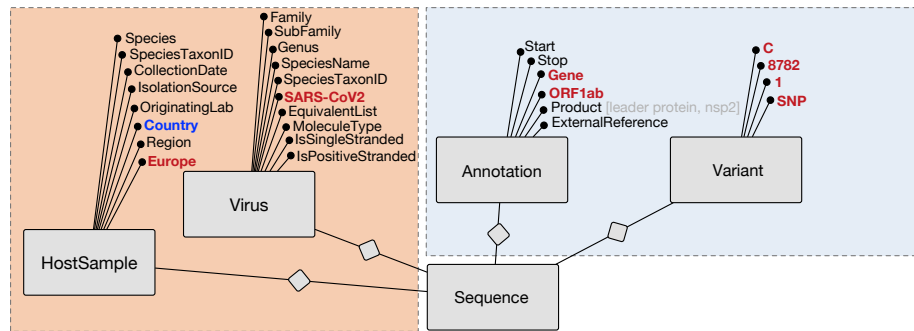 Species
SpeciesTaxonID
CollectionDate
IsolationSource
OriginatingLab
Country
Region
Europe
HostSample
Family
SubFamily
Genus
SpeciesName
SpeciesTaxonID
SARS-CoV2
EquivalentList
MoleculeType
IsSingleStranded
IsPositiveStranded
Virus
Start
Stop
Gene
ORF1ab
Product [leader protein, nsp2]
ExternalReference
Annotation
C
8782
1
SNP
Variant
Sequence